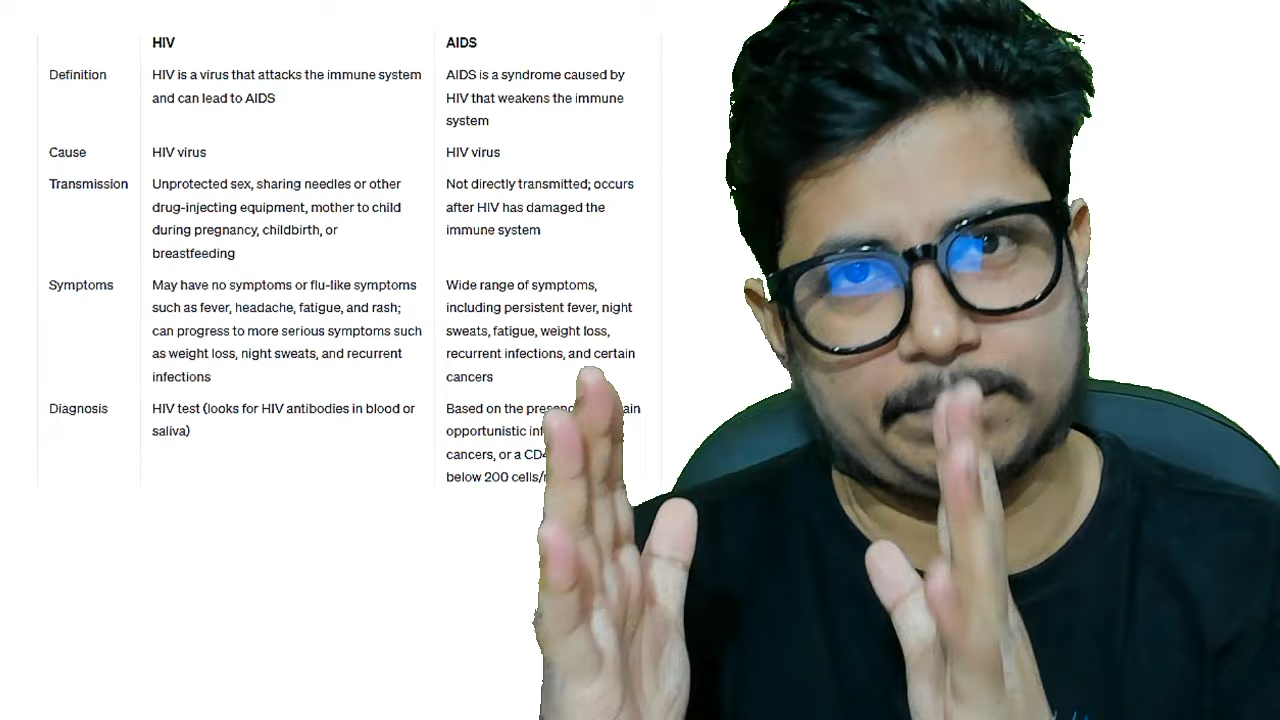 HIV AIDS
Definition HIV is a virus that attacks the immune system AIDS is a syndrome caused by
and can lead to AIDS HIV that weakens the immune
system
Cause HIV virus HIV virus
Transmission Unprotected sex, sharing needles or other Not directly transmitted; occurs
drug-injecting equipment, mother to child after HIV has damaged the
during pregnancy, childbirth, or immune system
breastfeeding
Symptoms May have no symptoms or flu-like symptoms Wide range of symptoms,
such as fever, headache, fatigue, and rash; including persistent fever, night
can progress to more serious symptoms such sweats, fatigue, weight loss,
as weight loss, night sweats, and recurrent recurrent infections, and certain
infections cancers
Diagnosis HIV test (looks for HIV antibodies in blood or Based on the
saliva) opportunistic
cancers, or a
below 200